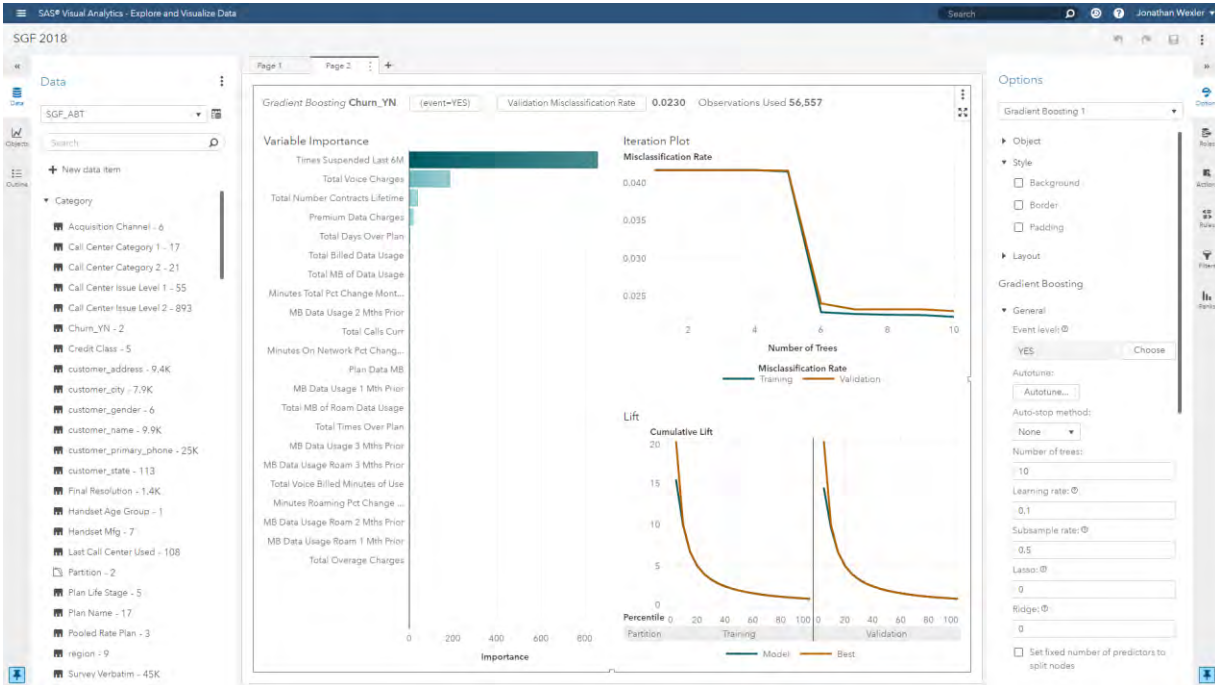 SAS® Visual Analytics - Explore and Visualize Data
Search
Jonathan Wexler
SGF 2018
Data
Objects
Outline
Data
SGF_ABT
Search
+ New data item
Category
Acquisition Channel - 6
Call Center Category 1 - 17
Call Center Category 2 - 21
Call Center Issue Level 1 - 55
Call Center Issue Level 2 - 893
Churn_YN - 2
Credit Class - 5
customer_address - 9.4K
customer_city - 7.9K
customer_gender - 6
customer_name - 9.9K
customer_primary_phone - 25K
customer_state - 113
Final Resolution - 1.4K
Handset Age Group - 1
Handset Mfg - 7
Last Call Center Used - 108
Partition - 2
Plan Life Stage - 5
Plan Name - 17
Pooled Rate Plan - 3
region - 9
Survey Verbatim - 45K
Page 1
Page 2
Gradient Boosting Churn_YN (event=YES) Validation Misclassification Rate 0.0230 Observations Used 56,557
Variable Importance
Times Suspended Last 6M
Total Voice Charges
Total Number Contracts Lifetime
Premium Data Charges
Total Days Over Plan
Total Billed Data Usage
Total MB of Data Usage
Minutes Total Pct Change Mont...
MB Data Usage 2 Mths Prior
Total Calls Curr
Minutes On Network Pct Chang...
Plan Data MB
MB Data Usage 1 Mth Prior
Total MB of Roam Data Usage
Total Times Over Plan
MB Data Usage 3 Mths Prior
MB Data Usage Roam 3 Mths Prior
Total Voice Billed Minutes of Use
Minutes Roaming Pct Change ...
MB Data Usage Roam 2 Mths Prior
MB Data Usage Roam 1 Mth Prior
Total Overage Charges
0 200 400 600 800
Importance
Iteration Plot
Misclassification Rate
0.040
0.035
0.030
0.025
2 4 6 8 10
Number of Trees
Misclassification Rate
Training Validation
Lift
Cumulative Lift
20
15
10
5
0
Percentile 0 20 40 60 80 100 0 20 40 60 80 100
Partition Training Validation
Model Best
Options
Gradient Boosting 1
Object
Style
Background
Border
Padding
Layout
Gradient Boosting
General
Event level:
YES Choose
Autotune:
Autotune...
Auto-stop method:
None
Number of trees:
10
Learning rate:
0.1
Subsample rate:
0.5
Lasso:
0
Ridge:
0
Set fixed number of predictors to
split nodes
Option
Roles
Action
Rules
Filters
Ranks